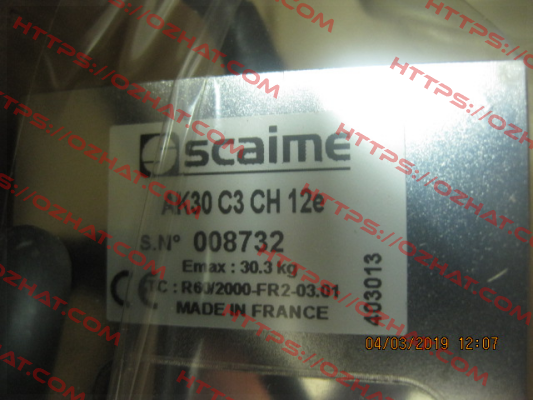 scaime
AK30 C3 CH 12e
S.N° 008732
Emax : 30.3 kg
TC : R60/2000-FR2-03.01
MADE IN FRANCE
403013
04/03/2019 12:07
HTTPS://OZHAT.COM